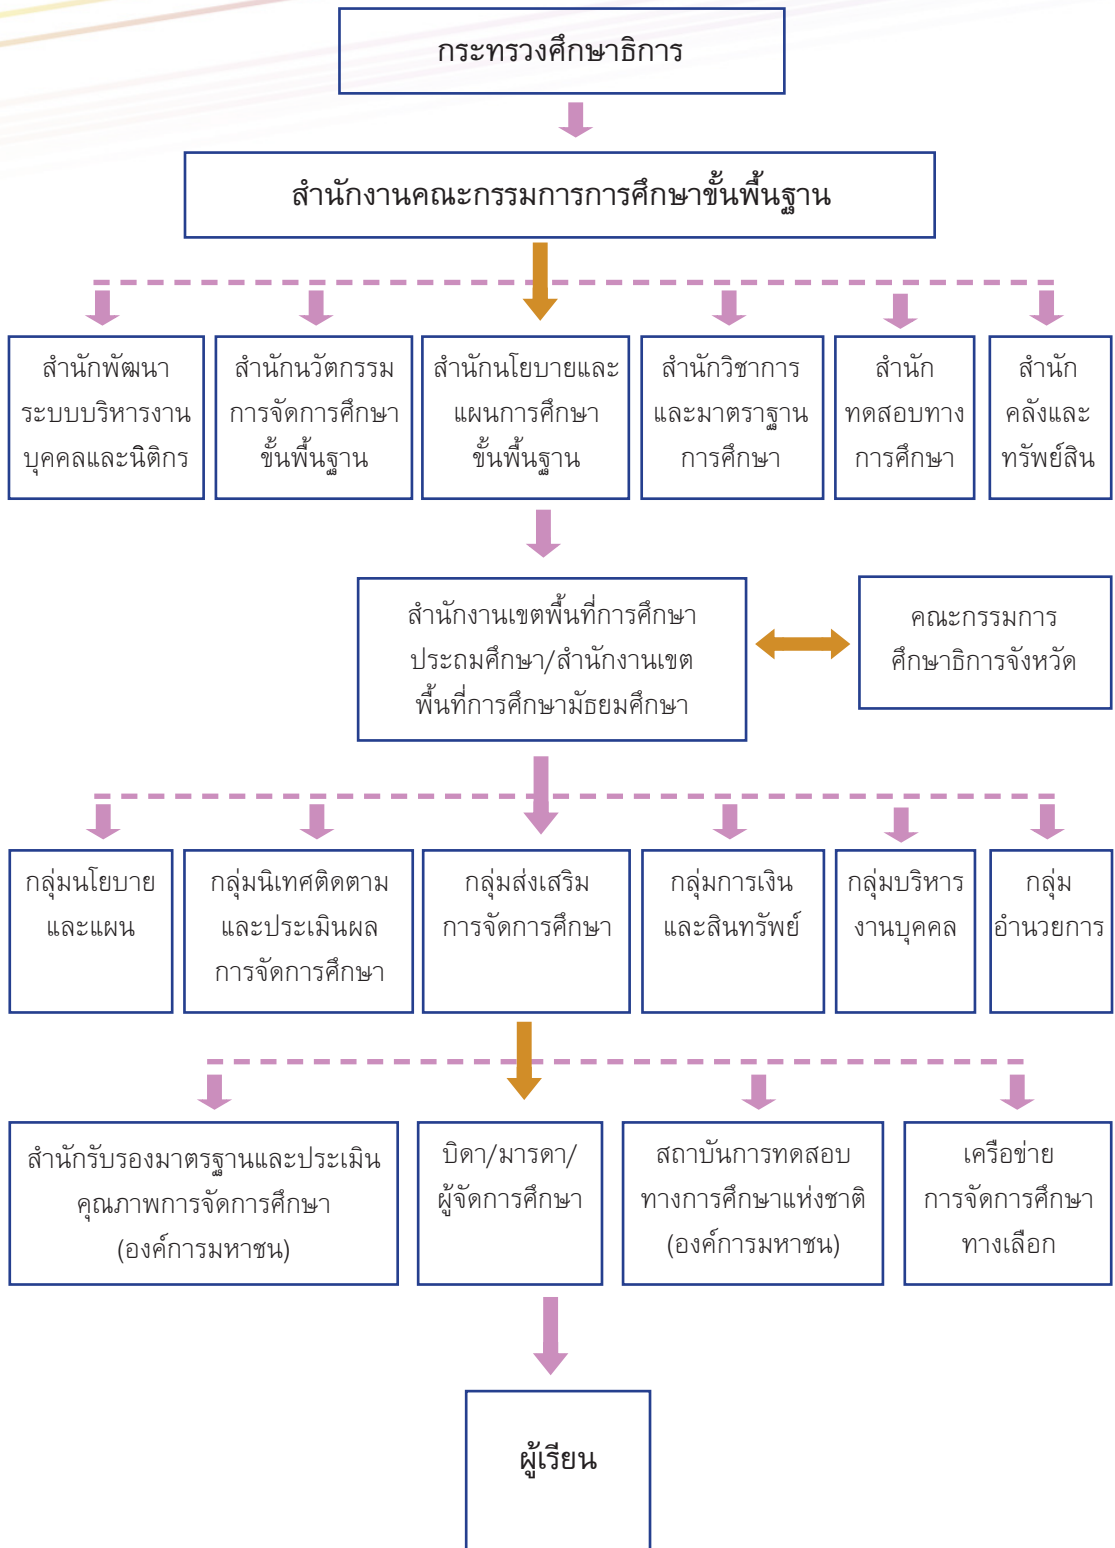 กระทรวงศึกษาธิการ
สำนักงานคณะกรรมการการศึกษาขั้นพื้นฐาน
สำนักพัฒนา
ระบบบริหารงาน
บุคคลและนิติกร
สำนักนวัตกรรม
การจัดการศึกษา
ขั้นพื้นฐาน
สำนักนโยบายและ
แผนการศึกษา
ขั้นพื้นฐาน
สำนักวิชาการ
และมาตราฐาน
การศึกษา
สำนัก
ทดสอบทาง
การศึกษา
สำนัก
คลังและ
ทรัพย์สิน
สำนักงานเขตพื้นที่การศึกษา
ประถมศึกษา/สำนักงานเขต
พื้นที่การศึกษามัธยมศึกษา
คณะกรรมการ
ศึกษาธิการจังหวัด
กลุ่มนโยบาย
และแผน
กลุ่มนิเทศติดตาม
และประเมินผล
การจัดการศึกษา
กลุ่มส่งเสริม
การจัดการศึกษา
กลุ่มการเงิน
และสินทรัพย์
กลุ่มบริหาร
งานบุคคล
กลุ่ม
อำนวยการ
สำนักรับรองมาตรฐานและประเมิน
คุณภาพการจัดการศึกษา
(องค์การมหาชน)
บิดา/มารดา/
ผู้จัดการศึกษา
สถาบันการทดสอบ
ทางการศึกษาแห่งชาติ
(องค์การมหาชน)
เครือข่าย
การจัดการศึกษา
ทางเลือก
ผู้เรียน